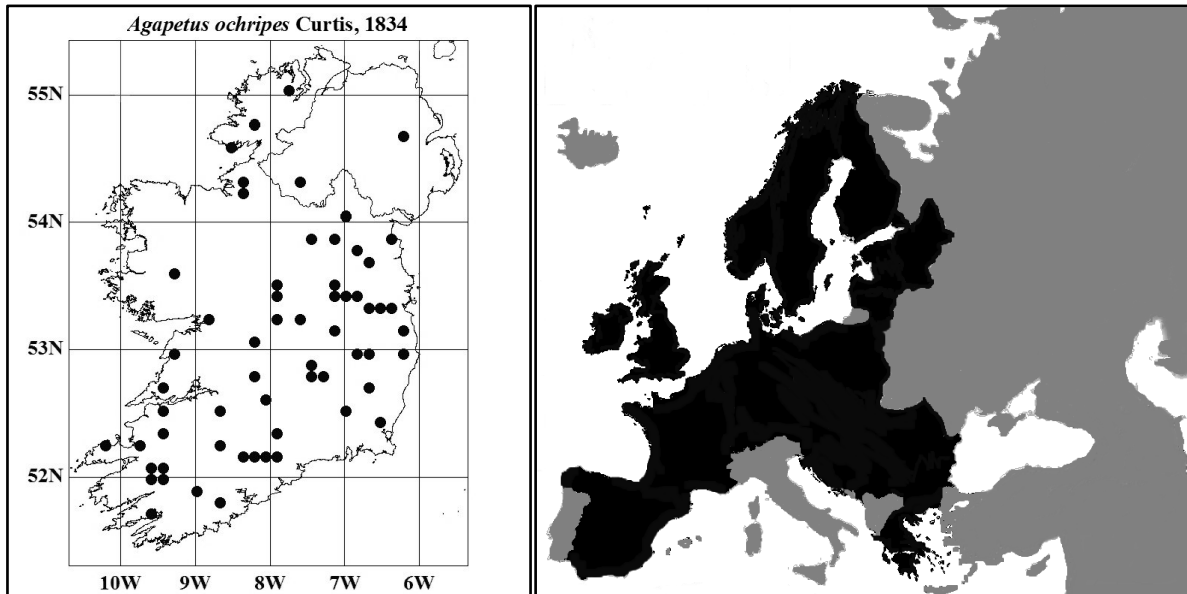 Agapetus ochripes Curtis, 1834
55N
54N
53N
52N
10W 9W 8W 7W 6W